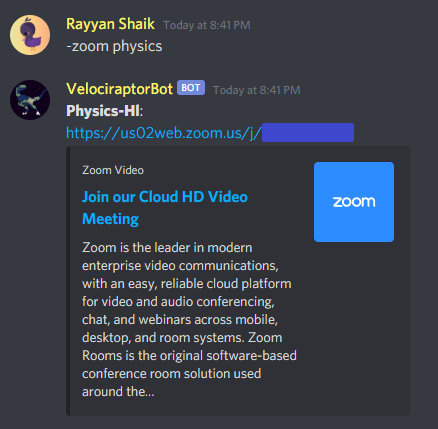 Rayyan Shaik Today at 8:41 PM
-zoom physics
VelociraptorBot BOT Today at 8:41 PM
Physics-Hl:
https://us02web.zoom.us/j/
Zoom Video
Join our Cloud HD Video
Meeting
zoom
Zoom is the leader in modern
enterprise video communications,
with an easy, reliable cloud platform
for video and audio conferencing,
chat, and webinars across mobile,
desktop, and room systems. Zoom
Rooms is the original software-based
conference room solution used
around the...